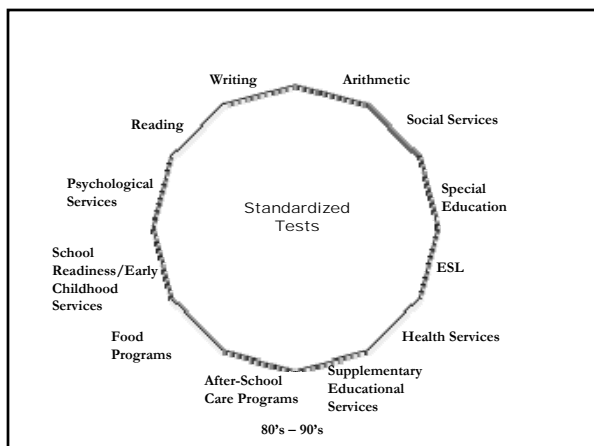 Writing
Arithmetic
Reading
Social Services
Psychological
Services
Special
Education
Standardized
Tests
School
Readiness/Early
Childhood
Services
ESL
Food
Programs
Health Services
After-School
Care Programs
Supplementary
Educational
Services
80's – 90's